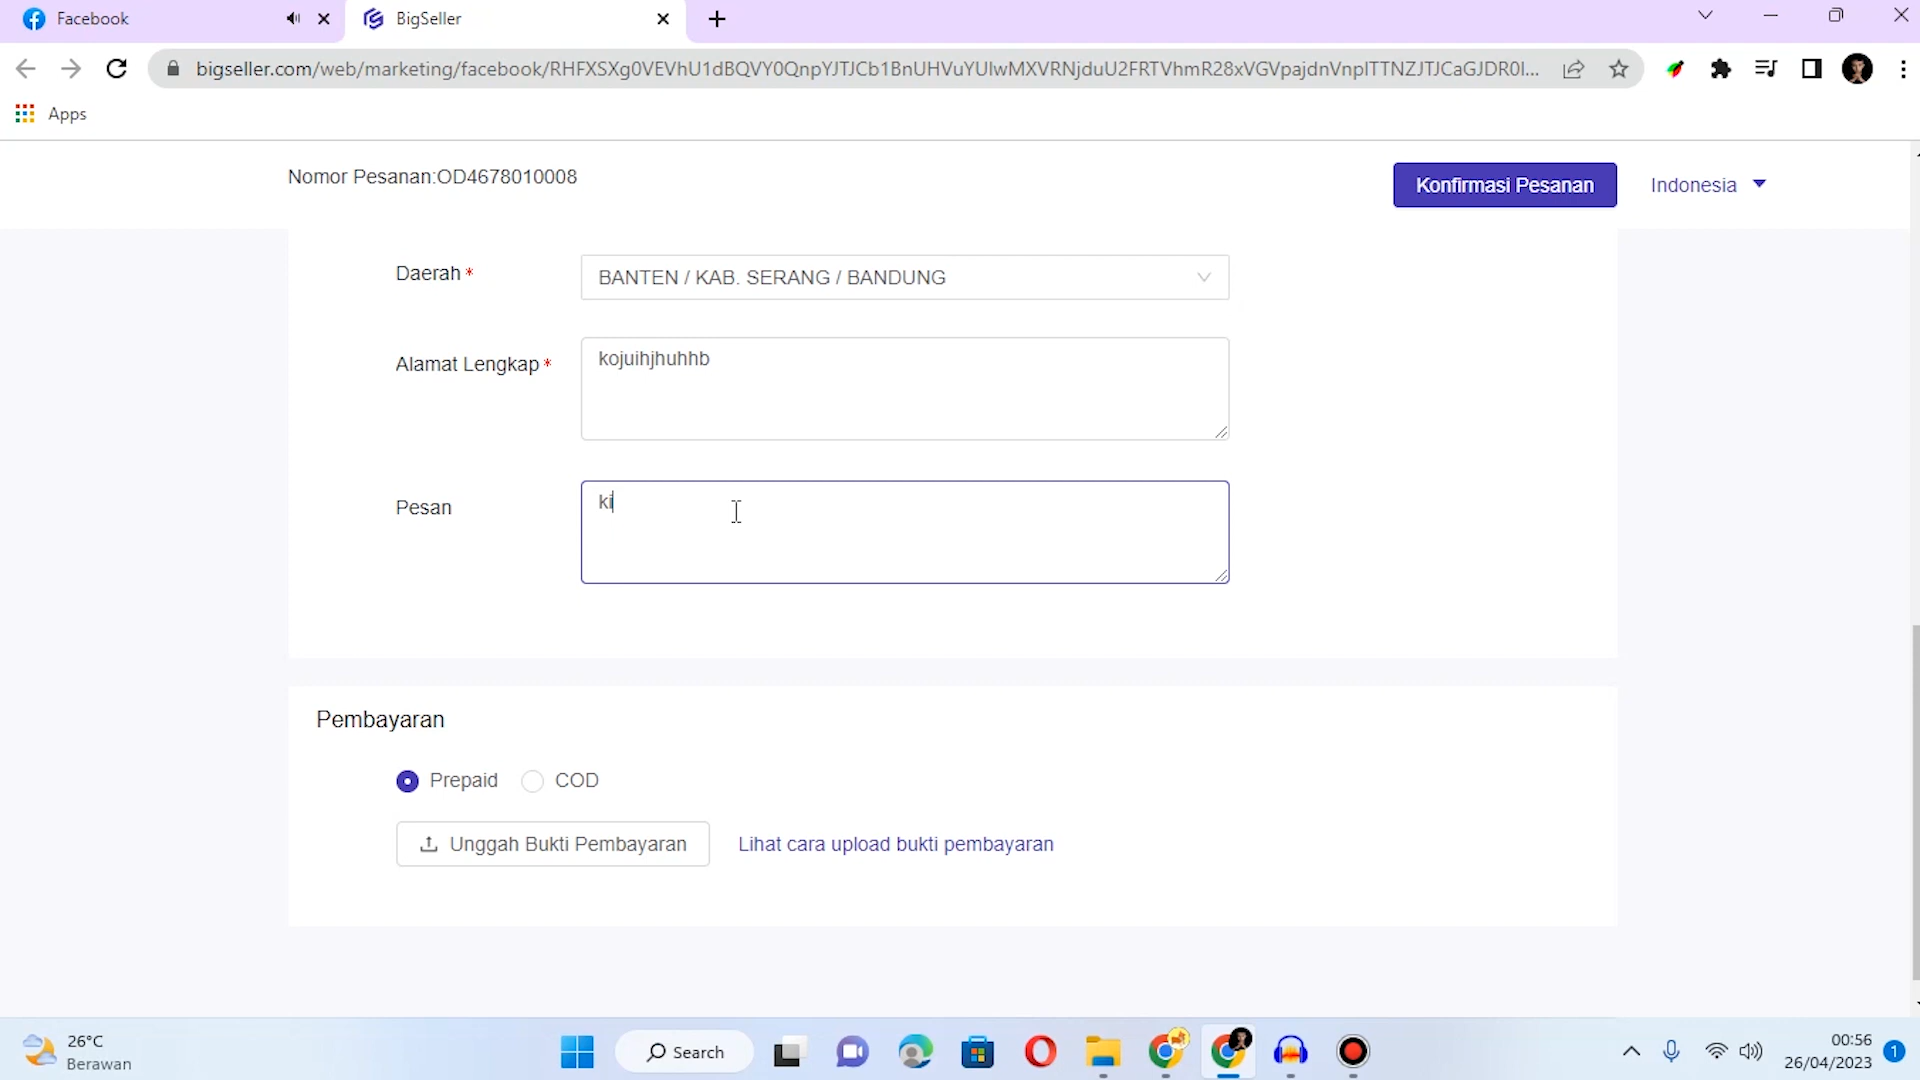 Facebook
BigSeller
bigseller.com/web/marketing/facebook/RHFXSXg0VEVhU1dBQVY0QnpYJTJCb1BnUHVuYUlwMXVRNjduU2FRTVhmR28xVGVpajdnVnplTTNZJTJCaGJDR0l...
Apps
Nomor Pesanan:OD4678010008
Konfirmasi Pesanan
Indonesia
Daerah *
BANTEN / KAB. SERANG / BANDUNG
Alamat Lengkap *
kojuihjhuhhb
Pesan
ki
Pembayaran
Prepaid
COD
Unggah Bukti Pembayaran
Lihat cara upload bukti pembayaran
26°C
Berawan
Search
00:56
26/04/2023
1